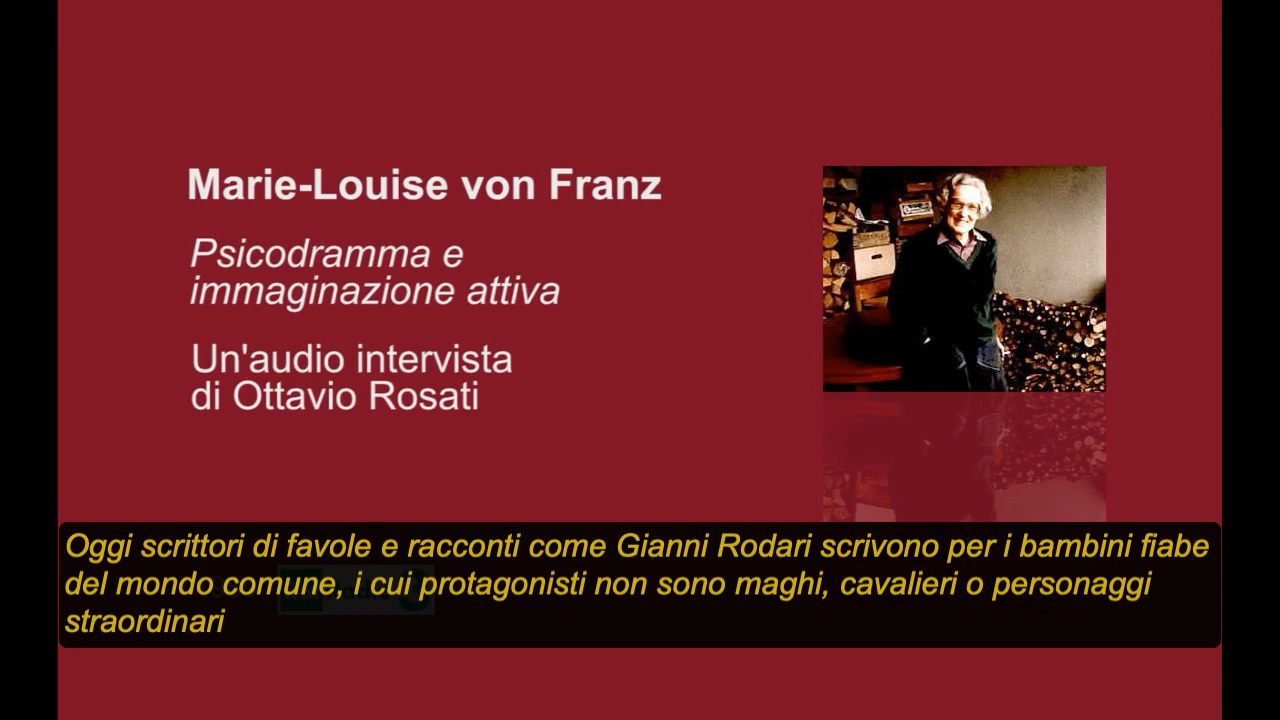 Marie-Louise von Franz
Psicodramma e
immaginazione attiva
Un'audio intervista
di Ottavio Rosati
Oggi scrittori di favole e racconti come Gianni Rodari scrivono per i bambini fiabe
del mondo comune, i cui protagonisti non sono maghi, cavalieri o personaggi
straordinari